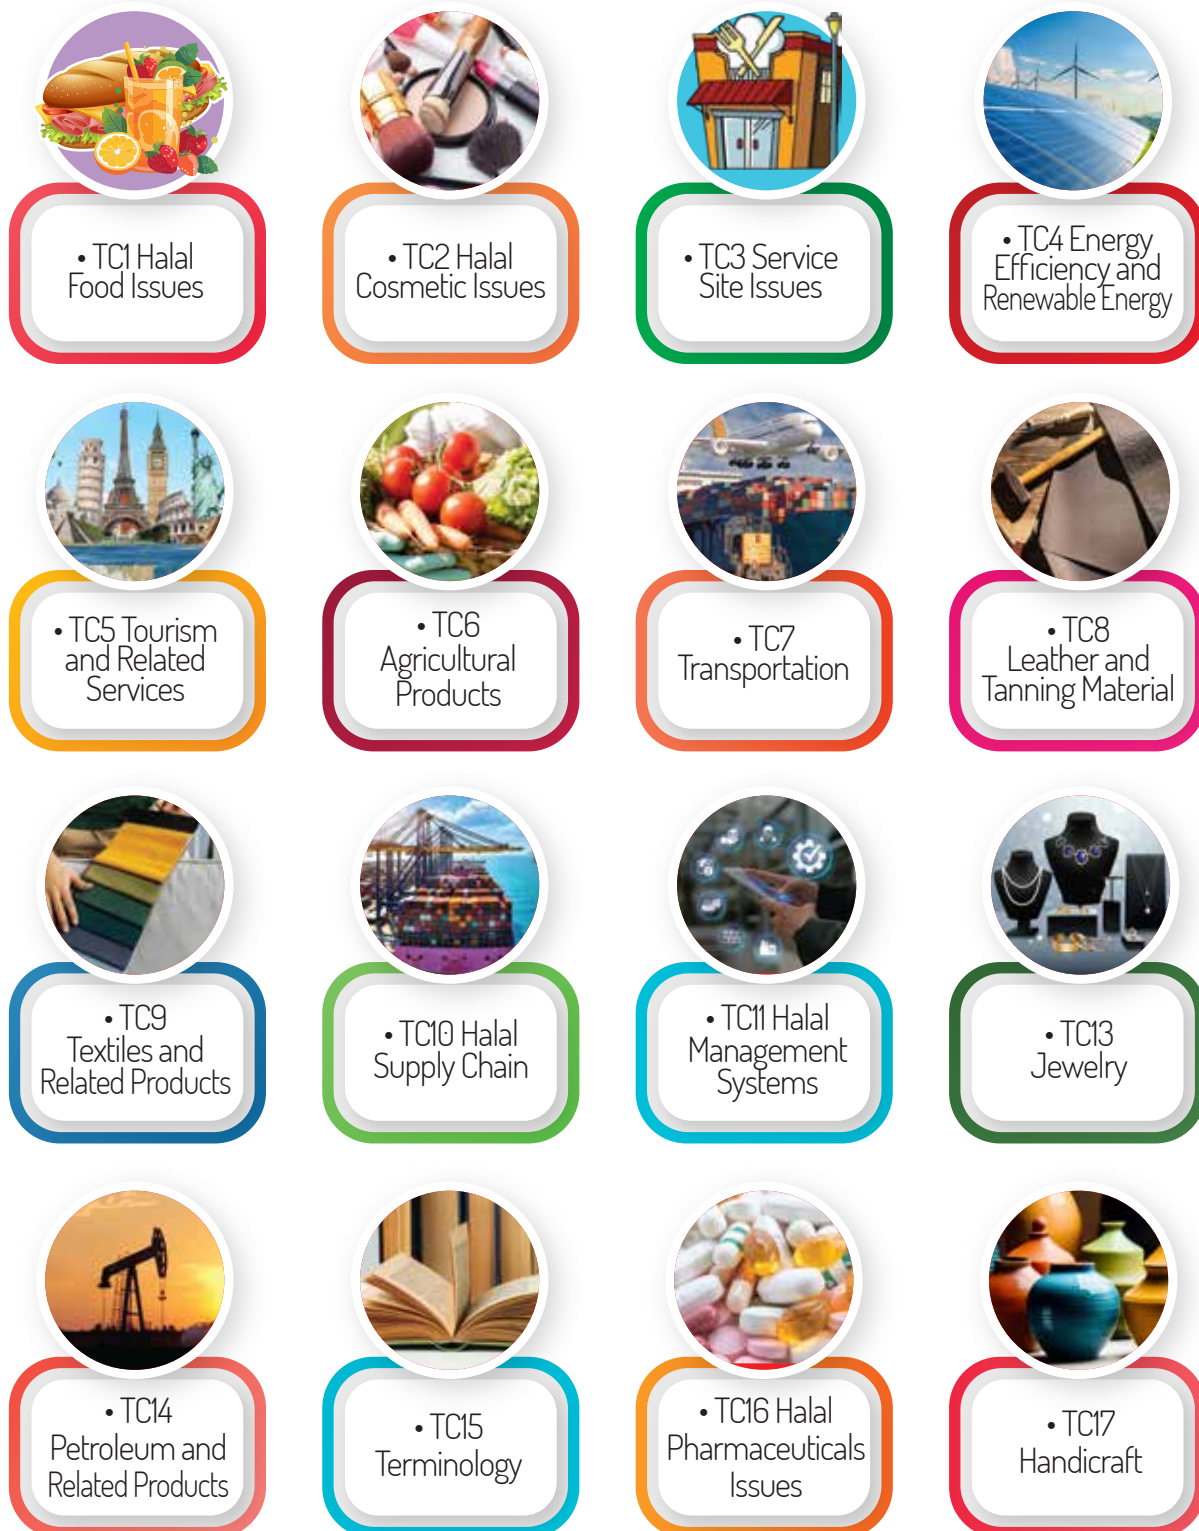 • TC1 Halal
Food Issues
• TC2 Halal
Cosmetic Issues
• TC3 Service
Site Issues
• TC4 Energy
Efficiency and
Renewable Energy
• TC5 Tourism
and Related
Services
• TC6
Agricultural
Products
• TC7
Transportation
• TC8
Leather and
Tanning Material
• TC9
Textiles and
Related Products
• TC10 Halal
Supply Chain
• TC11 Halal
Management
Systems
• TC13
Jewelry
• TC14
Petroleum and
Related Products
• TC15
Terminology
• TC16 Halal
Pharmaceuticals
Issues
• TC17
Handicraft